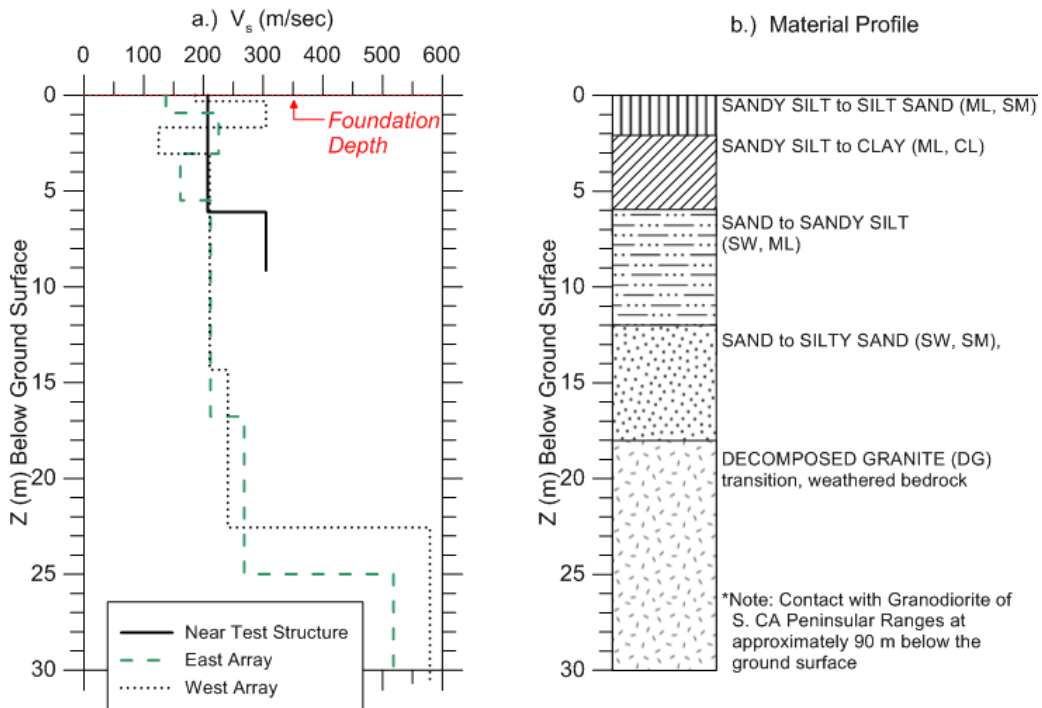 a.) Vs (m/sec)
0 100 200 300 400 500 600
0
5
10
15
20
25
30
Z (m) Below Ground Surface
Foundation
Depth
Near Test Structure
East Array
West Array
b.) Material Profile
0
5
10
15
20
25
30
Z (m) Below Ground Surface
SANDY SILT to SILT SAND (ML, SM)
SANDY SILT to CLAY (ML, CL)
SAND to SANDY SILT
(SW, ML)
SAND to SILTY SAND (SW, SM),
DECOMPOSED GRANITE (DG)
transition, weathered bedrock
*Note: Contact with Granodiorite of
S. CA Peninsular Ranges at
approximately 90 m below the
ground surface